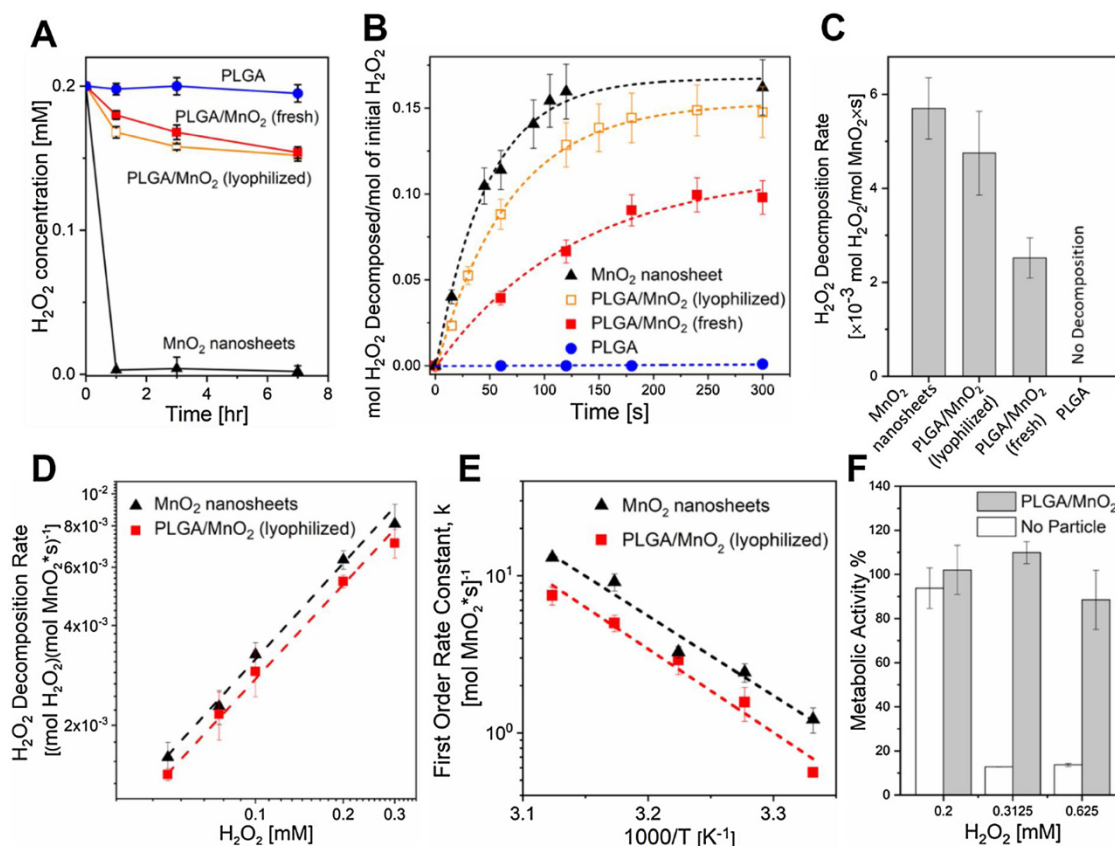 A
H₂O₂ concentration [mM]
0.2
0.1
0.0
PLGA
PLGA/MnO₂ (fresh)
PLGA/MnO₂ (lyophilized)
MnO₂ nanosheets
0 2 4 6 8
Time [hr]
B
mol H₂O₂ Decomposed/mol of initial H₂O₂
0.15
0.10
0.05
0.00
MnO₂ nanosheet
PLGA/MnO₂ (lyophilized)
PLGA/MnO₂ (fresh)
PLGA
0 50 100 150 200 250 300
Time [s]
C
H₂O₂ Deocmposition Rate
[×10⁻³ mol H₂O₂/mol MnO₂×s]
6
4
2
0
No Decomposition
MnO₂
nanosheets
PLGA/MnO₂
(lyophilized)
PLGA/MnO₂
(fresh)
PLGA
D
H₂O₂ Decomposition Rate
[(mol H₂O₂)(mol MnO₂*s)⁻¹]
10⁻²
8×10⁻³
6×10⁻³
4×10⁻³
2×10⁻³
MnO₂ nanosheets
PLGA/MnO₂ (lyophilized)
0.1 0.2 0.3
H₂O₂ [mM]
E
First Order Rate Constant, k
[mol MnO₂*s]⁻¹
10¹
10⁰
MnO₂ nanosheets
PLGA/MnO₂ (lyophilized)
3.1 3.2 3.3
1000/T [K⁻¹]
F
Metabolic Activity %
140
120
100
80
60
40
20
0
PLGA/MnO₂
No Particle
0.2 0.3125 0.625
H₂O₂ [mM]